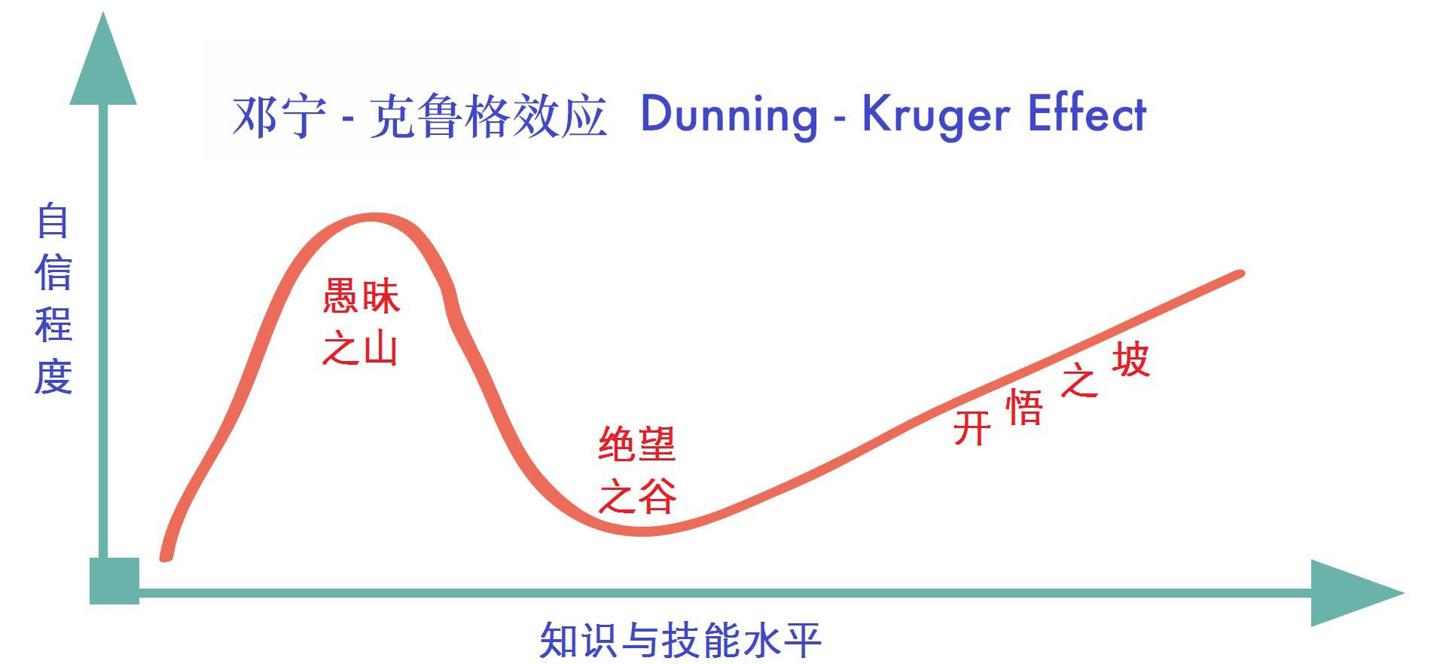 邓宁 - 克鲁格效应 Dunning - Kruger Effect
自信程度
愚昧
之山
绝望
之谷
开悟之坡
知识与技能水平